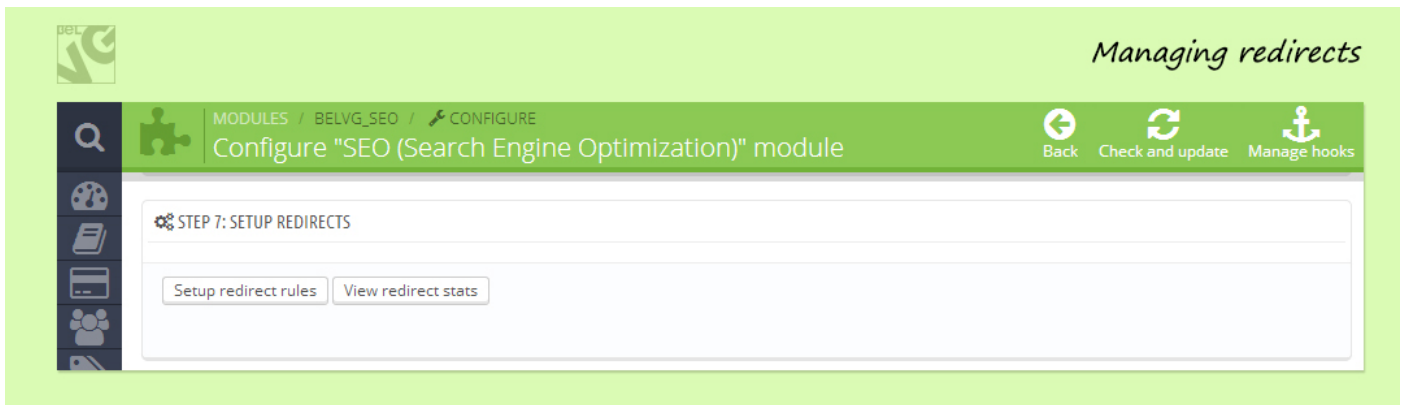 BelVG
Managing redirects
MODULES / BELVG_SEO / CONFIGURE
Configure "SEO (Search Engine Optimization)" module
Back Check and update Manage hooks
STEP 7: SETUP REDIRECTS
Setup redirect rules View redirect stats